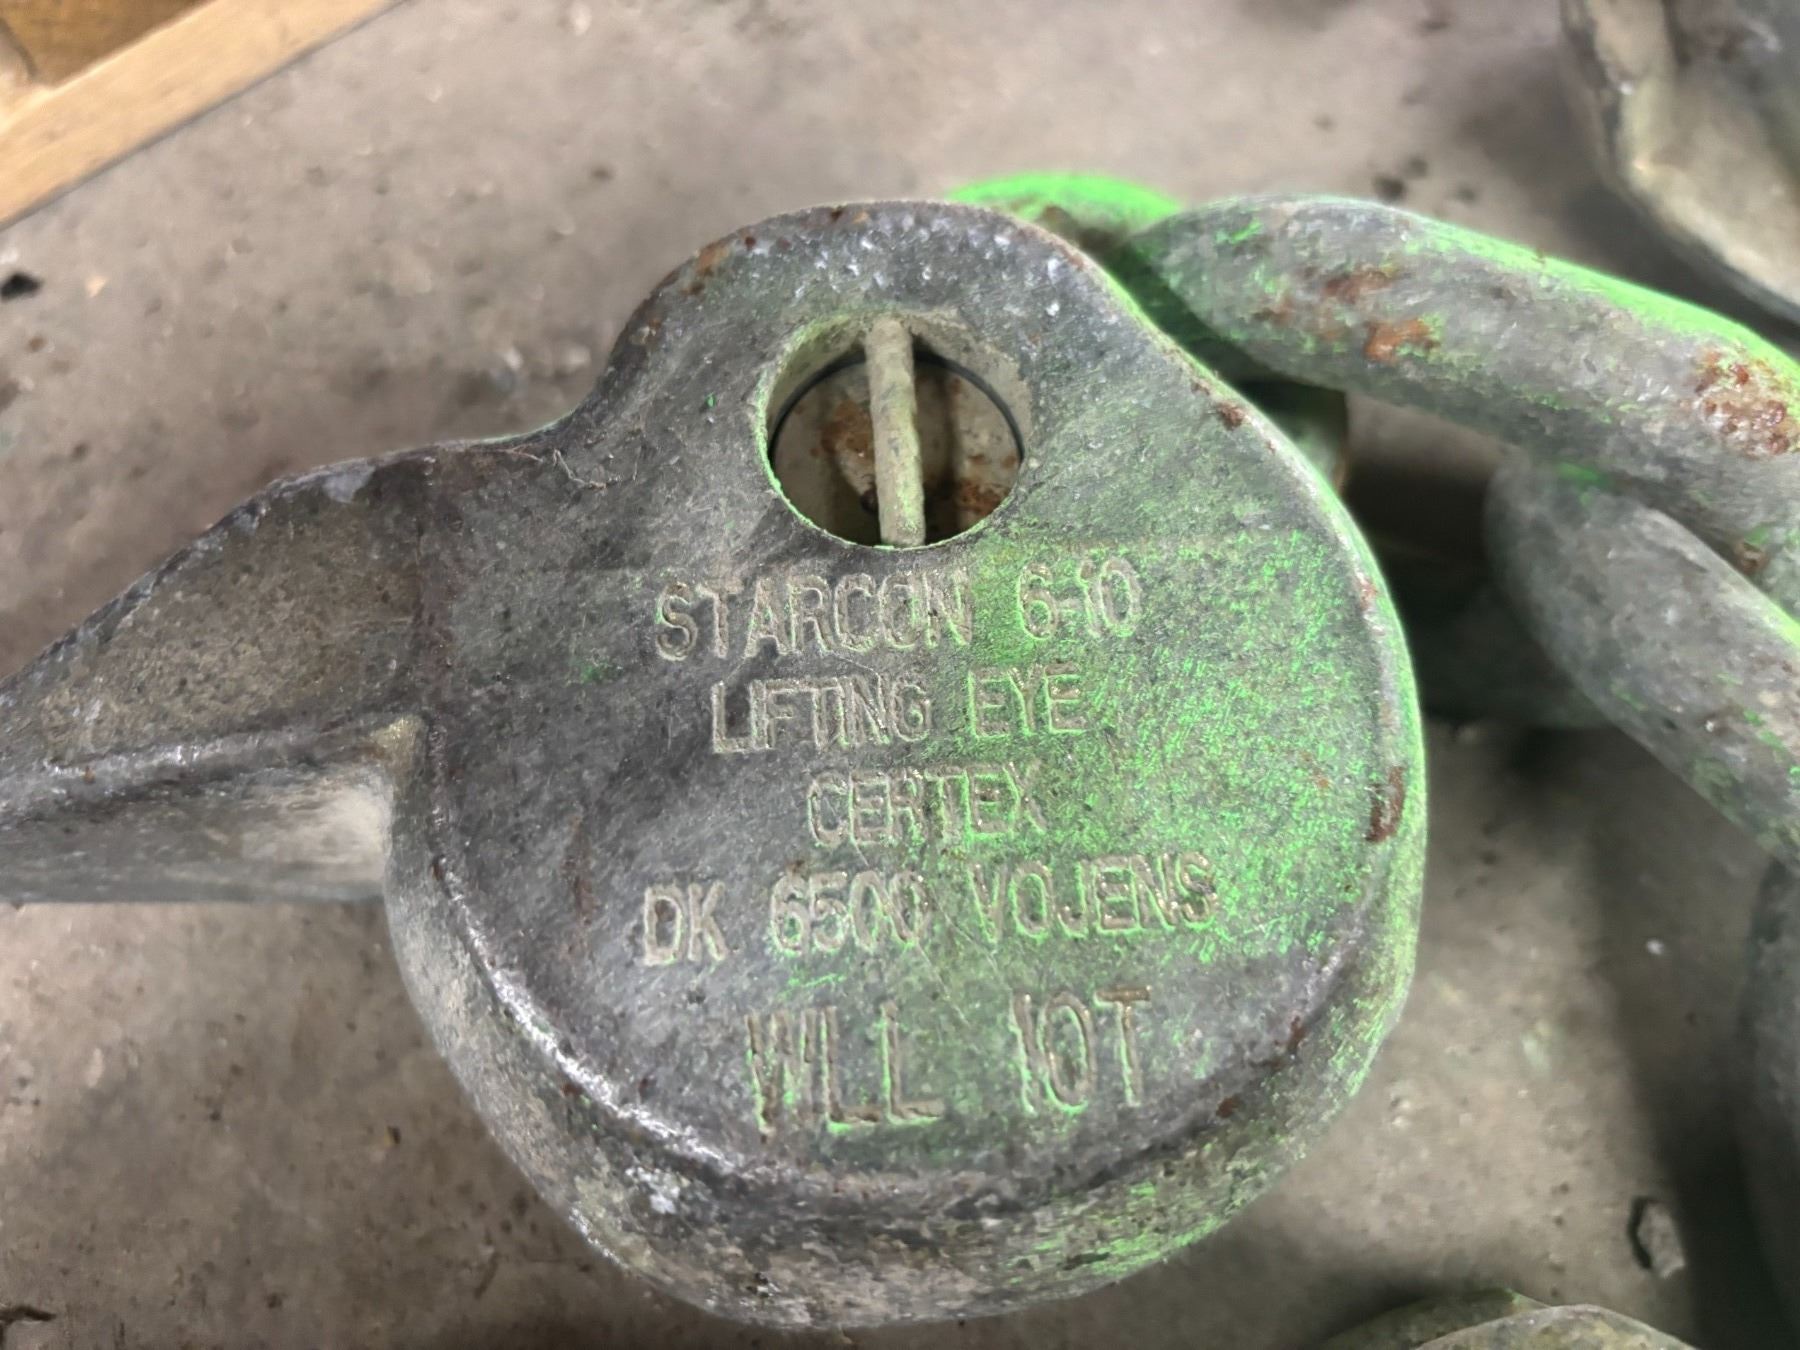 STARCON 6-10
LIFTING EYE
CERTEX
DK 6500 VOJENS
WLL 10T